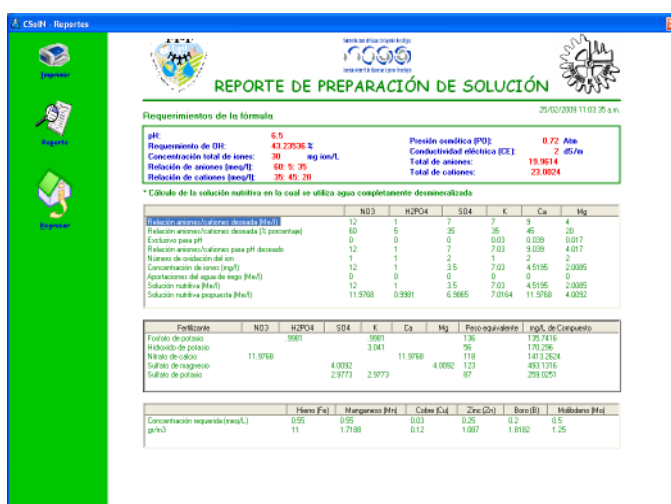 CSolN - Reportes
Imprimir
Reporte
Regresar
REPORTE DE PREPARACIÓN DE SOLUCIÓN
25/02/2009 11:03:35 a.m.
Requerimientos de la fórmula
pH: 6.5
Requerimiento de OH: 43.23536 %
Concentración total de iones: 30 mg ion/L
Relación de aniones (meq/l): 60; 5; 35
Relación de cationes (meq/l): 35; 45; 20
Presión osmótica (PO): 0.72 Atm
Conductividad eléctrica (CE): 2 dS/m
Total de aniones: 19.9614
Total de cationes: 23.0024
* Cálculo de la solución nutritiva en la cual se utiliza agua completamente desmineralizada
NO3 H2PO4 SO4 K Ca Mg
Relación aniones/cationes deseada (Me/l) 12 1 7 7 9 4
Relación aniones/cationes deseada (% porcentaje) 60 5 35 35 45 20
Exclusivo para pH 0 0 0 0.03 0.039 0.017
Relación aniones/cationes para pH deseado 12 1 7 7.03 9.039 4.017
Número de oxidación del ion 1 1 2 1 2 2
Concentración de iones (mg/l) 12 1 3.5 7.03 4.5195 2.0085
Aportaciones del agua de riego (Me/l) 0 0 0 0 0 0
Solución nutritiva (Me/l) 12 1 3.5 7.03 4.5195 2.0085
Solución nutritiva propuesta (Me/l) 11.9768 0.9981 6.9865 7.0164 11.9768 4.0092
Fertilizante NO3 H2PO4 SO4 K Ca Mg Peso equivalente mg/L de Compuesto
Fosfato de potasio .9981 .9981 136 135.7416
Hidróxido de potasio 3.041 56 170.296
Nitrato de calcio 11.9768 11.9768 118 1413.2624
Sulfato de magnesio 4.0092 4.0092 123 493.1316
Sulfato de potasio 2.9773 2.9773 87 259.0251
Hierro (Fe) Manganeso (Mn) Cobre (Cu) Zinc (Zn) Boro (B) Molibdeno (Mo)
Concentración requerida (meq/L) 0.55 0.55 0.03 0.25 0.2 0.5
gr/m3 11 1.7188 0.12 1.087 1.8182 1.25